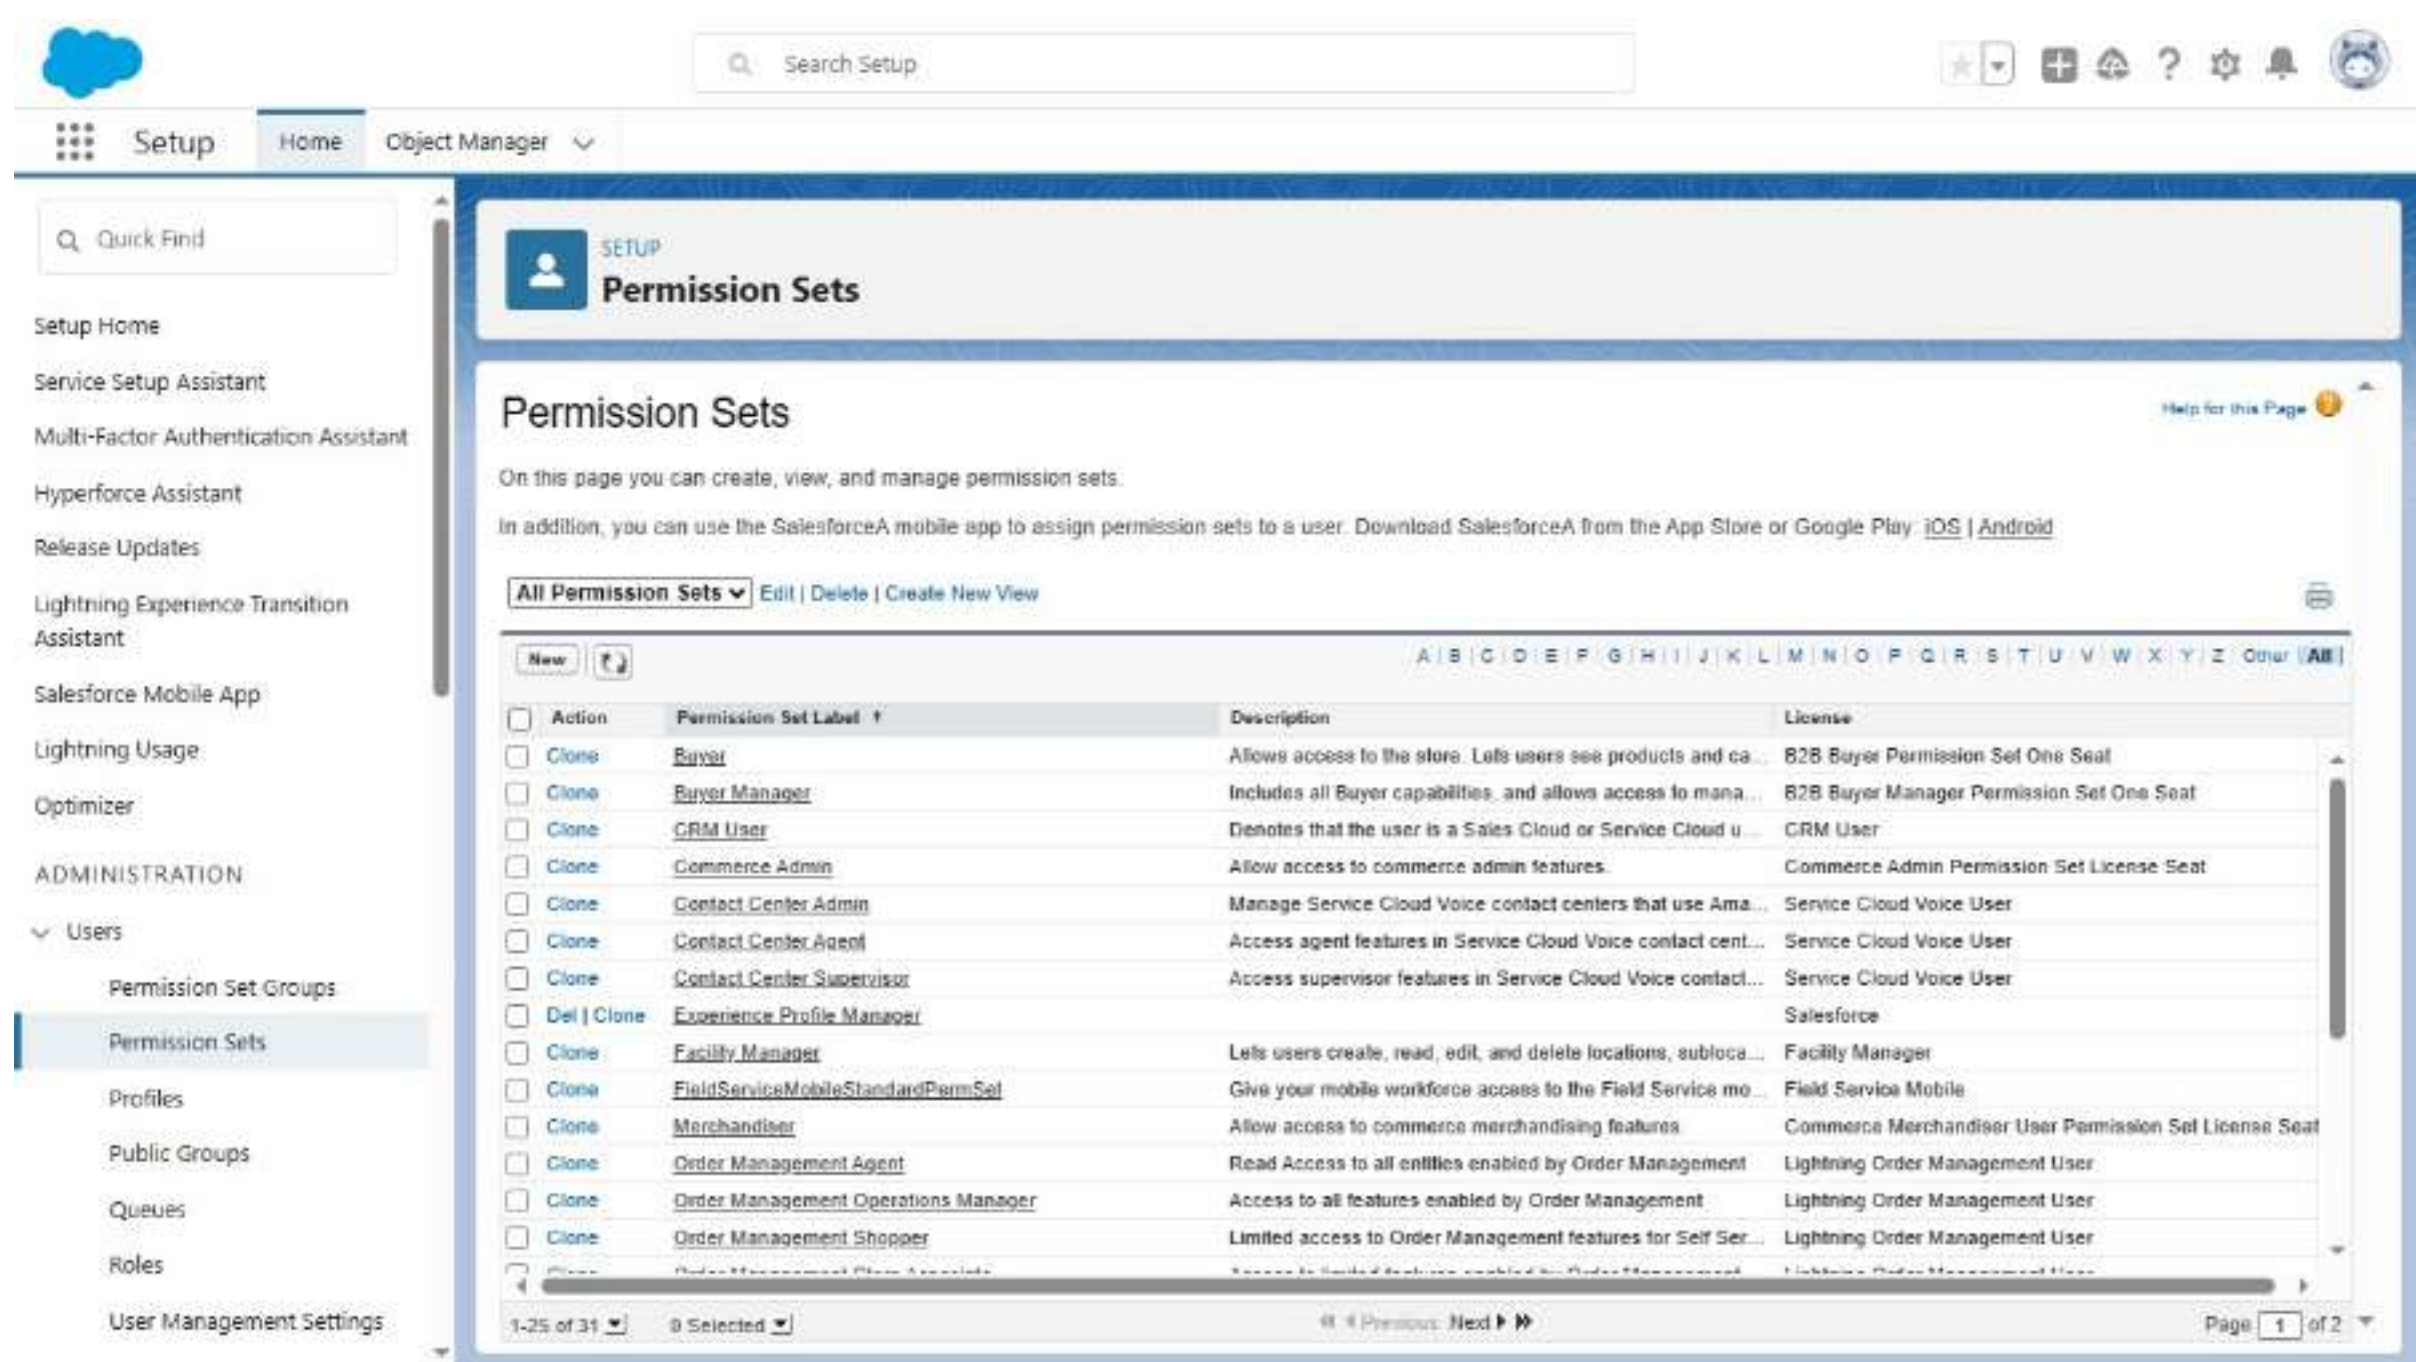 Search Setup
Setup
Home
Object Manager
Quick Find
Setup Home
Service Setup Assistant
Multi-Factor Authentication Assistant
Hyperforce Assistant
Release Updates
Lightning Experience Transition
Assistant
Salesforce Mobile App
Lightning Usage
Optimizer
ADMINISTRATION
Users
Permission Set Groups
Permission Sets
Profiles
Public Groups
Queues
Roles
User Management Settings
SETUP
Permission Sets
Permission Sets
Help for this Page
On this page you can create, view, and manage permission sets.
In addition, you can use the SalesforceA mobile app to assign permission sets to a user. Download SalesforceA from the App Store or Google Play: iOS | Android
All Permission Sets Edit | Delete | Create New View
New
A | B | C | D | E | F | G | H | I | J | K | L | M | N | O | P | Q | R | S | T | U | V | W | X | Y | Z | Other | All
Action Permission Set Label Description License
Clone Buyer Allows access to the store. Lets users see products and ca... B2B Buyer Permission Set One Seat
Clone Buyer Manager Includes all Buyer capabilities, and allows access to mana... B2B Buyer Manager Permission Set One Seat
Clone CRM User Denotes that the user is a Sales Cloud or Service Cloud u... CRM User
Clone Commerce Admin Allow access to commerce admin features. Commerce Admin Permission Set License Seat
Clone Contact Center Admin Manage Service Cloud Voice contact centers that use Ama... Service Cloud Voice User
Clone Contact Center Agent Access agent features in Service Cloud Voice contact cent... Service Cloud Voice User
Clone Contact Center Supervisor Access supervisor features in Service Cloud Voice contact... Service Cloud Voice User
Del | Clone Experience Profile Manager Salesforce
Clone Facility Manager Lets users create, read, edit, and delete locations, subloca... Facility Manager
Clone FieldServiceMobileStandardPermSet Give your mobile workforce access to the Field Service mo... Field Service Mobile
Clone Merchandiser Allow access to commerce merchandising features. Commerce Merchandiser User Permission Set License Seat
Clone Order Management Agent Read Access to all entities enabled by Order Management Lightning Order Management User
Clone Order Management Operations Manager Access to all features enabled by Order Management Lightning Order Management User
Clone Order Management Shopper Limited access to Order Management features for Self Ser... Lightning Order Management User
1-25 of 31 0 Selected Previous Next Page 1 of 2